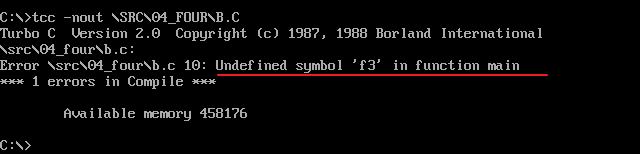 C:\>tcc -nout \SRC\04_FOUR\B.C
Turbo C  Version 2.0  Copyright (c) 1987, 1988 Borland International
\src\04_four\b.c:
Error \src\04_four\b.c 10: Undefined symbol 'f3' in function main
*** 1 errors in Compile ***
        Available memory 458176
C:\>